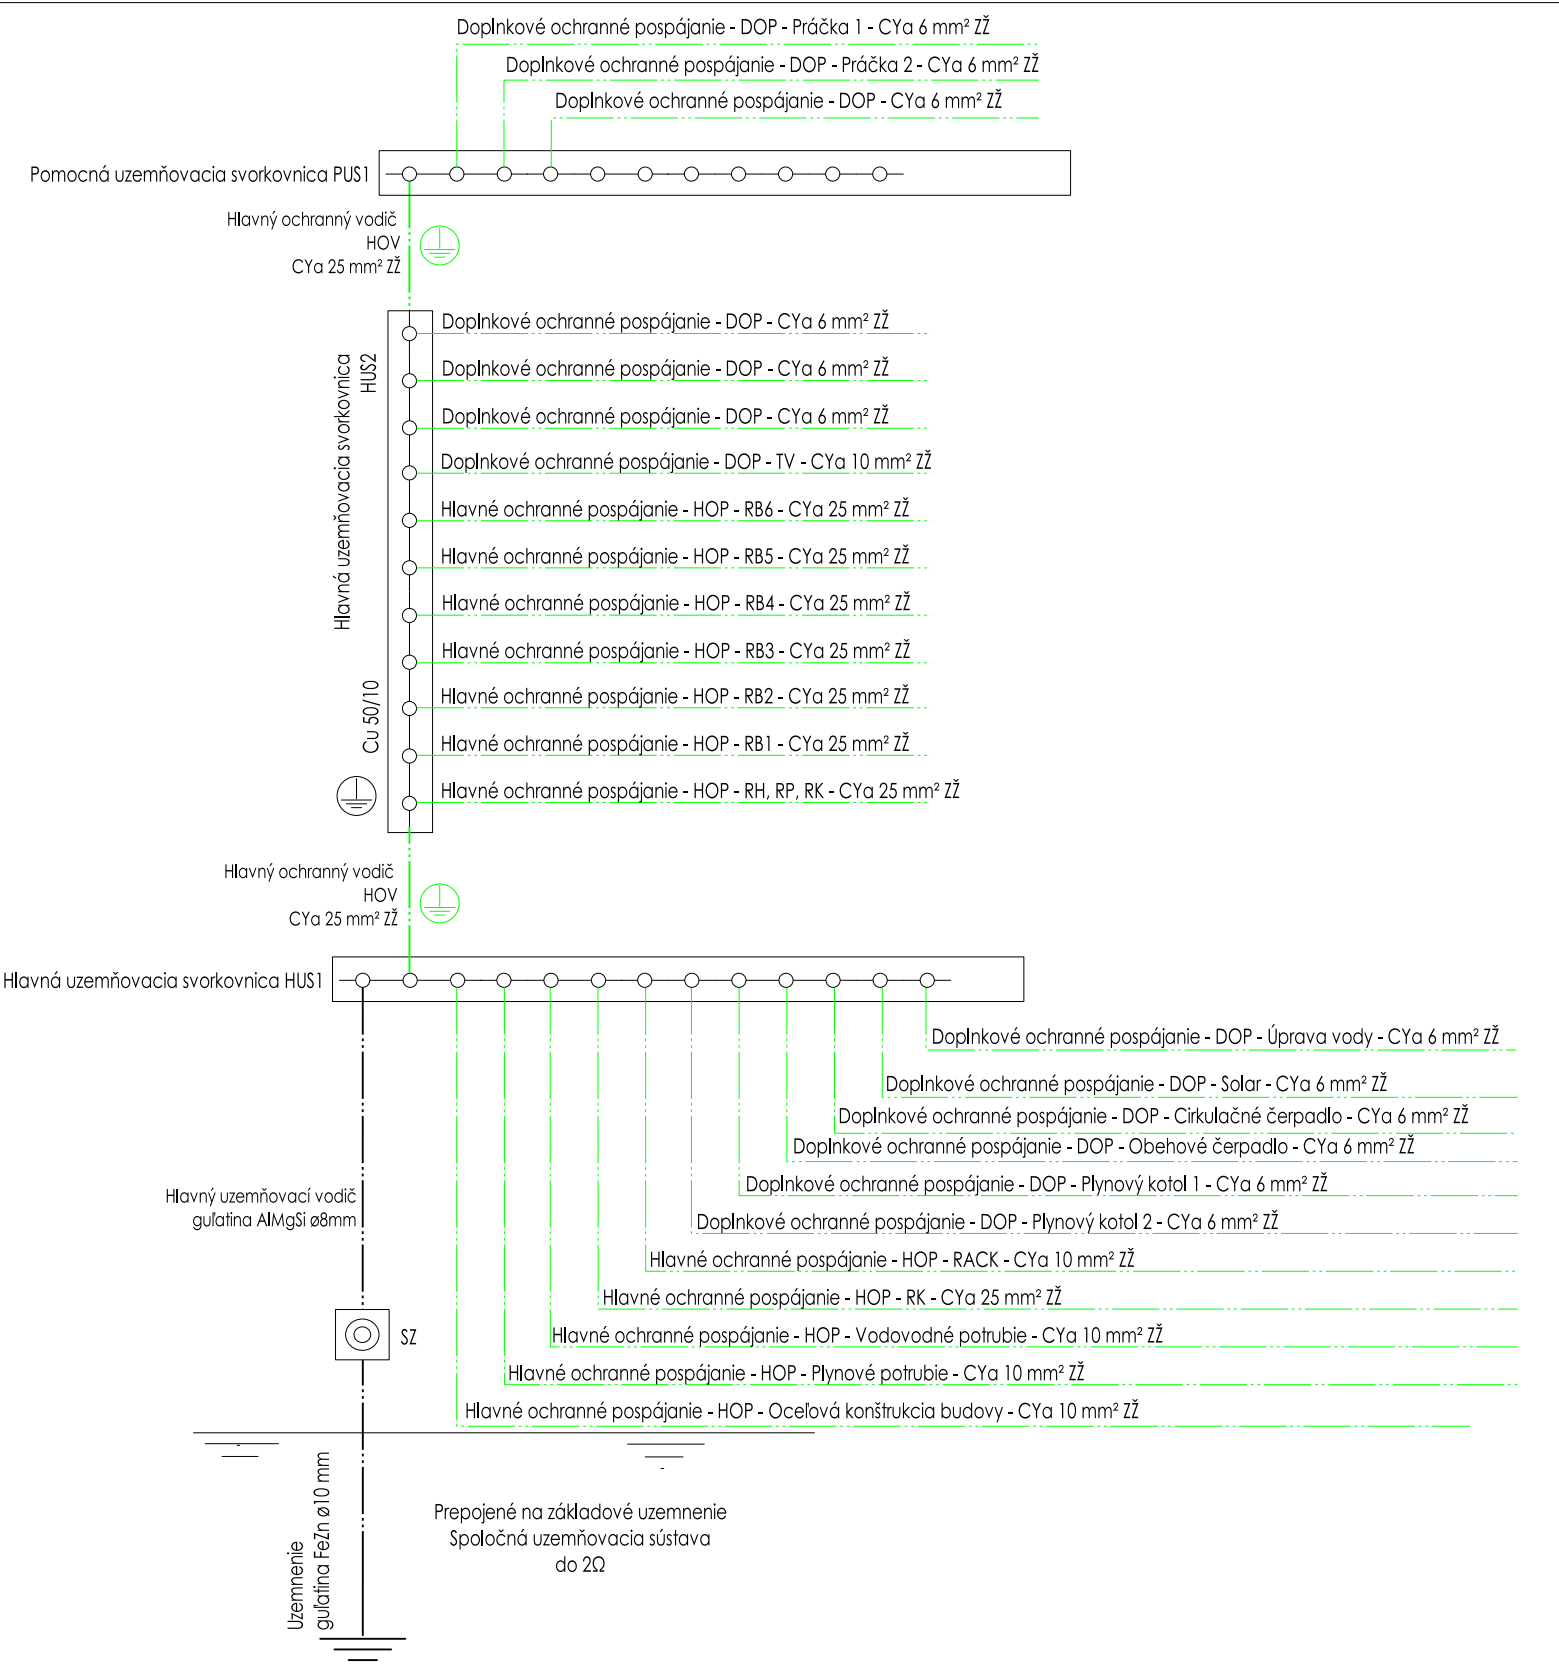 Doplnkové ochranné pospájanie - DOP - Práčka 1 - CYa 6 mm² ZŽ
Doplnkové ochranné pospájanie - DOP - Práčka 2 - CYa 6 mm² ZŽ
Doplnkové ochranné pospájanie - DOP - CYa 6 mm² ZŽ
Pomocná uzemňovacia svorkovnica PUS1
Hlavný ochranný vodič
HOV
CYa 25 mm² ZŽ
Hlavná uzemňovacia svorkovnica
HUS2
Cu 50/10
Doplnkové ochranné pospájanie - DOP - CYa 6 mm² ZŽ
Doplnkové ochranné pospájanie - DOP - CYa 6 mm² ZŽ
Doplnkové ochranné pospájanie - DOP - CYa 6 mm² ZŽ
Doplnkové ochranné pospájanie - DOP - TV - CYa 10 mm² ZŽ
Hlavné ochranné pospájanie - HOP - RB6 - CYa 25 mm² ZŽ
Hlavné ochranné pospájanie - HOP - RB5 - CYa 25 mm² ZŽ
Hlavné ochranné pospájanie - HOP - RB4 - CYa 25 mm² ZŽ
Hlavné ochranné pospájanie - HOP - RB3 - CYa 25 mm² ZŽ
Hlavné ochranné pospájanie - HOP - RB2 - CYa 25 mm² ZŽ
Hlavné ochranné pospájanie - HOP - RB1 - CYa 25 mm² ZŽ
Hlavné ochranné pospájanie - HOP - RH, RP, RK - CYa 25 mm² ZŽ
Hlavný ochranný vodič
HOV
CYa 25 mm² ZŽ
Hlavná uzemňovacia svorkovnica HUS1
Doplnkové ochranné pospájanie - DOP - Úprava vody - CYa 6 mm² ZŽ
Doplnkové ochranné pospájanie - DOP - Solar - CYa 6 mm² ZŽ
Doplnkové ochranné pospájanie - DOP - Cirkulačné čerpadlo - CYa 6 mm² ZŽ
Doplnkové ochranné pospájanie - DOP - Obehové čerpadlo - CYa 6 mm² ZŽ
Doplnkové ochranné pospájanie - DOP - Plynový kotol 1 - CYa 6 mm² ZŽ
Doplnkové ochranné pospájanie - DOP - Plynový kotol 2 - CYa 6 mm² ZŽ
Hlavné ochranné pospájanie - HOP - RACK - CYa 10 mm² ZŽ
Hlavné ochranné pospájanie - HOP - RK - CYa 25 mm² ZŽ
Hlavné ochranné pospájanie - HOP - Vodovodné potrubie - CYa 10 mm² ZŽ
Hlavné ochranné pospájanie - HOP - Plynové potrubie - CYa 10 mm² ZŽ
Hlavné ochranné pospájanie - HOP - Oceľová konštrukcia budovy - CYa 10 mm² ZŽ
Hlavný uzemňovací vodič
guľatina AlMgSi ø8mm
SZ
Uzemnenie
guľatina FeZn ø10 mm
Prepojené na základové uzemnenie
Spoločná uzemňovacia sústava
do 2Ω